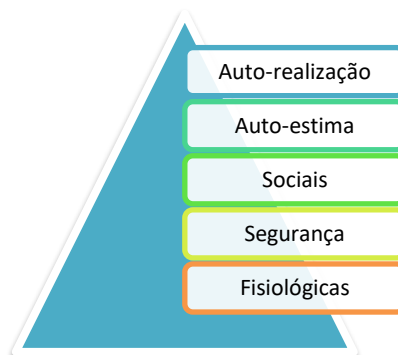 Auto-realização
Auto-estima
Sociais
Segurança
Fisiológicas